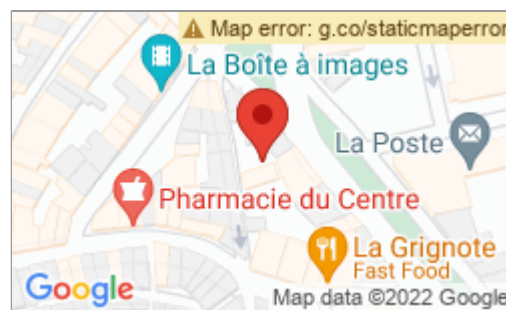 Map error: g.co/staticmaperror
La Boîte à images
La Poste
Pharmacie du Centre
La Grignote
Fast Food
Google
Map data ©2022 Google